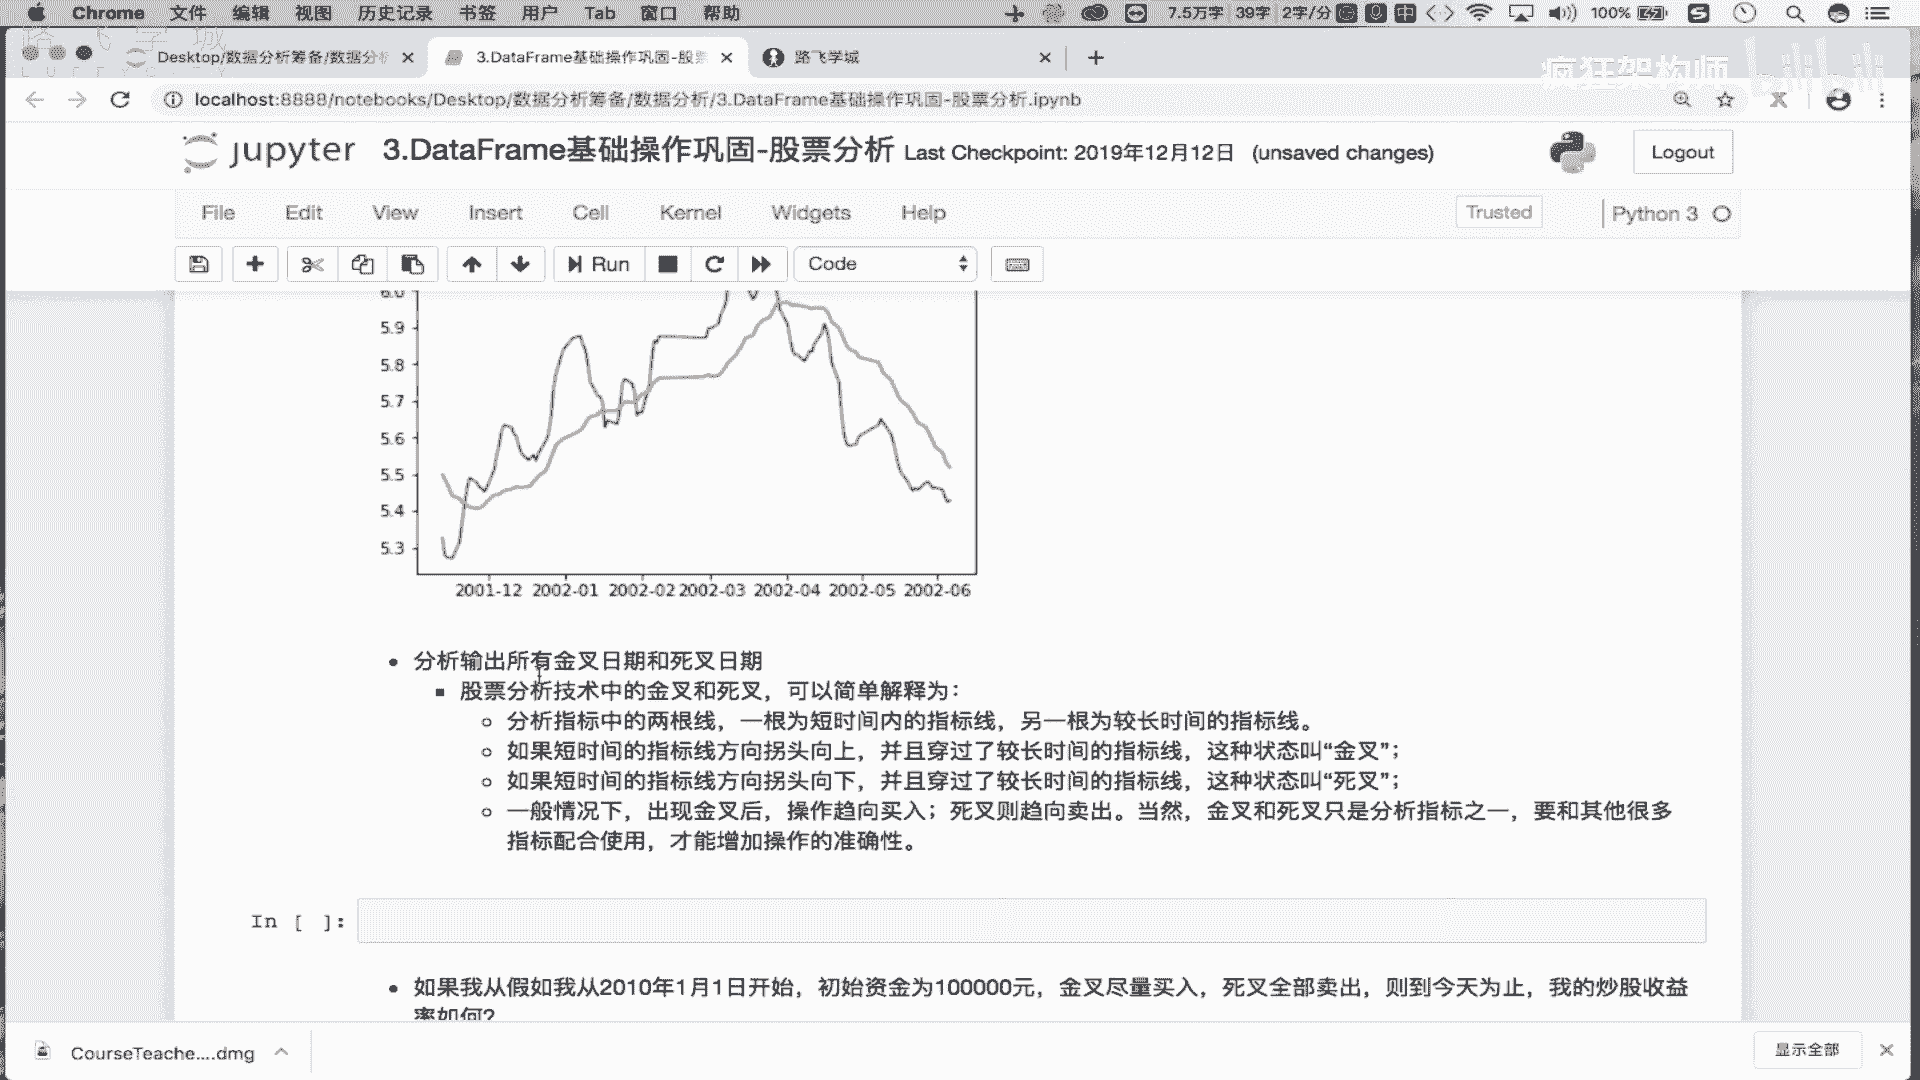 Chrome 文件 编辑 视图 历史记录 书签 用户 Tab 窗口 帮助 7.5万字 39字 2字/分 中 100%
Desktop/数据分析筹备/数据分析 3.DataFrame基础操作巩固-股票 路飞学城
疯狂架构师 bilibili
localhost:8888/notebooks/Desktop/数据分析筹备/数据分析/3.DataFrame基础操作巩固-股票分析.ipynb
jupyter 3.DataFrame基础操作巩固-股票分析 Last Checkpoint: 2019年12月12日 (unsaved changes) Logout
File Edit View Insert Cell Kernel Widgets Help Trusted Python 3
Run Code
6.0
5.9
5.8
5.7
5.6
5.5
5.4
5.3
2001-12 2002-01 2002-02 2002-03 2002-04 2002-05 2002-06
分析输出所有金叉日期和死叉日期
股票分析技术中的金叉和死叉，可以简单解释为：
分析指标中的两根线，一根为短时间内的指标线，另一根为较长时间的指标线。
如果短时间的指标线方向拐头向上，并且穿过了较长时间的指标线，这种状态叫“金叉”；
如果短时间的指标线方向拐头向下，并且穿过了较长时间的指标线，这种状态叫“死叉”；
一般情况下，出现金叉后，操作趋向买入；死叉则趋向卖出。当然，金叉和死叉只是分析指标之一，要和其他很多
指标配合使用，才能增加操作的准确性。
In [ ]:
如果我从假如我从2010年1月1日开始，初始资金为100000元，金叉尽量买入，死叉全部卖出，则到今天为止，我的炒股收益
率如何?
CourseTeache....dmg 显示全部